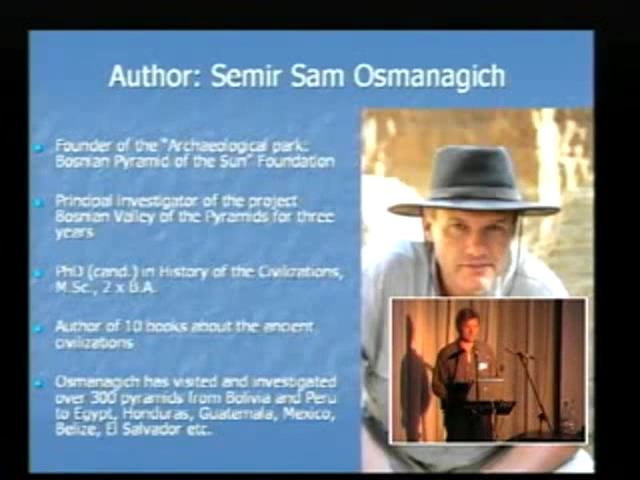 Author: Semir Sam Osmanagich
Founder of the "Archaeological park:
Bosnian Pyramid of the Sun" Foundation
Principal investigator of the project
Bosnian Valley of the Pyramids for three
years
PhD (cand.) in History of the Civilizations,
M.Sc., 2 x B.A.
Author of 10 books about the ancient
civilizations
Osmanagich has visited and investigated
over 300 pyramids from Bolivia and Peru
to Egypt, Honduras, Guatemala, Mexico,
Belize, El Salvador etc.